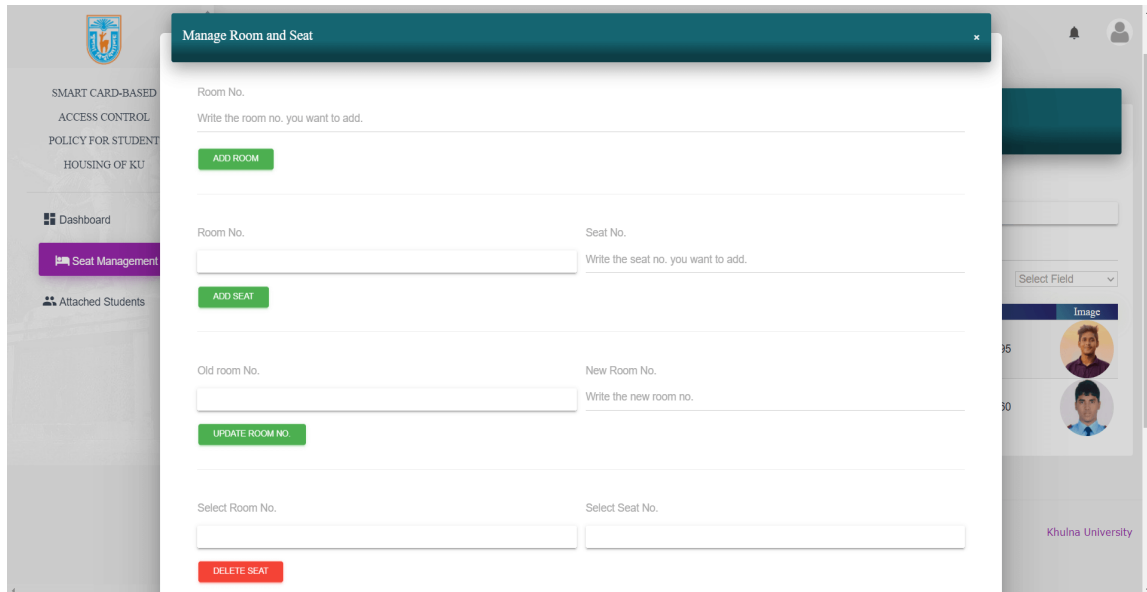 Manage Room and Seat
×
SMART CARD-BASED
ACCESS CONTROL
POLICY FOR STUDENT
HOUSING OF KU
Dashboard
Seat Management
Attached Students
Room No.
Write the room no. you want to add.
ADD ROOM
Room No.
Seat No.
Write the seat no. you want to add.
ADD SEAT
Old room No.
New Room No.
Write the new room no.
UPDATE ROOM NO.
Select Room No.
Select Seat No.
DELETE SEAT
Select Field
Image
95
60
Khulna University